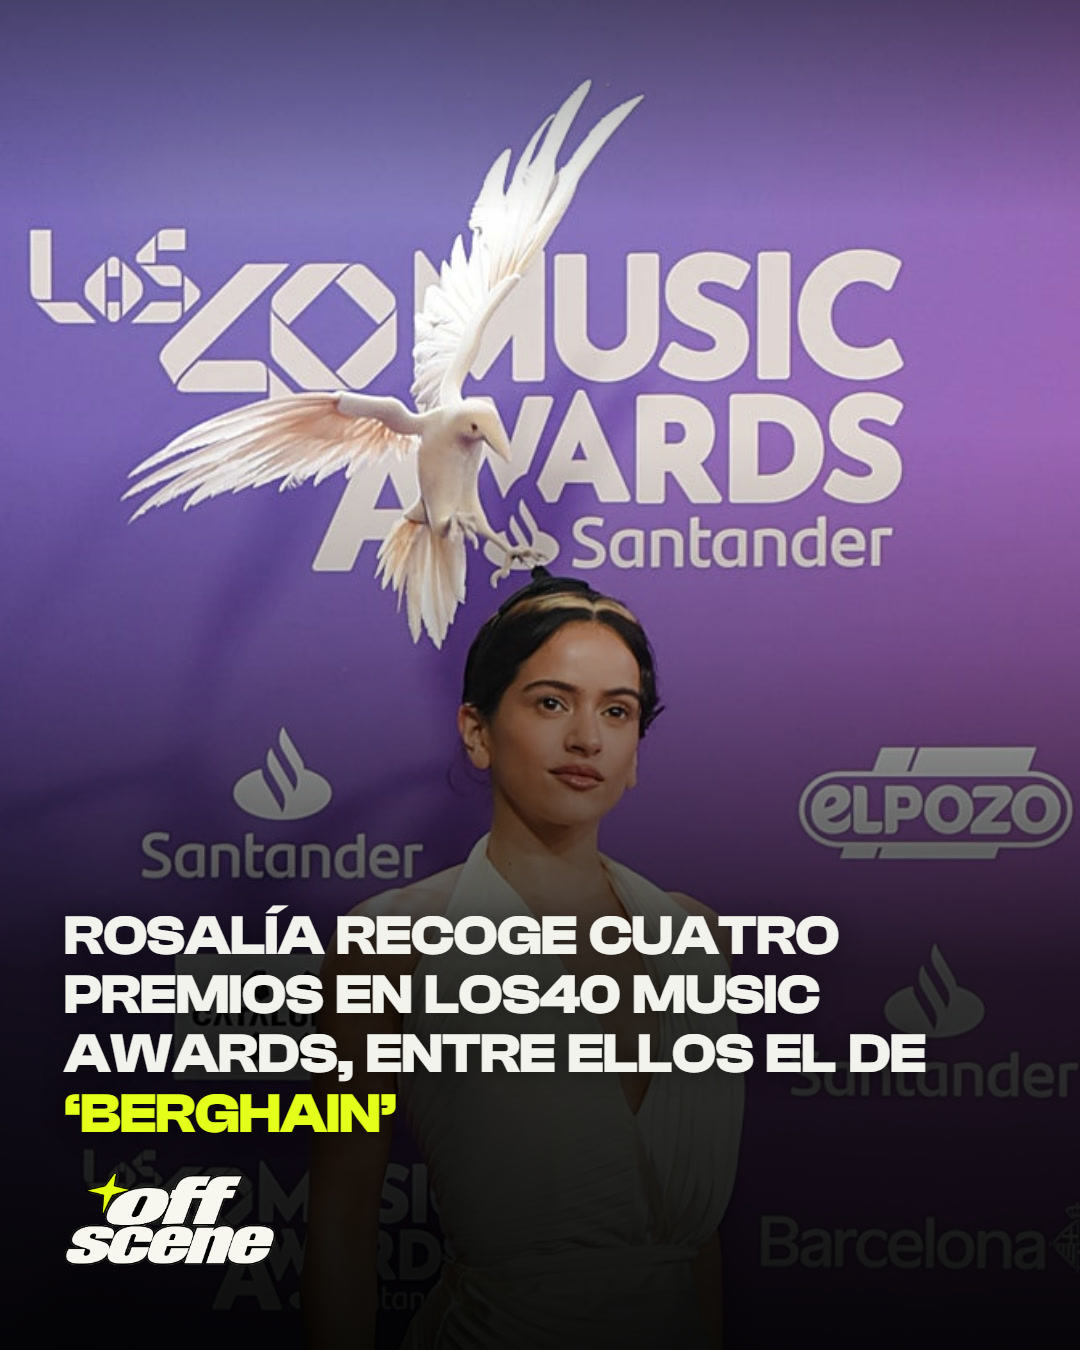 LOS40 MUSIC
AWARDS
Santander
Santander
ELPOZO
ROSALÍA RECOGE CUATRO
PREMIOS EN LOS40 MUSIC
AWARDS, ENTRE ELLOS EL DE
‘BERGHAIN’
Santander
off
scene
Barcelona